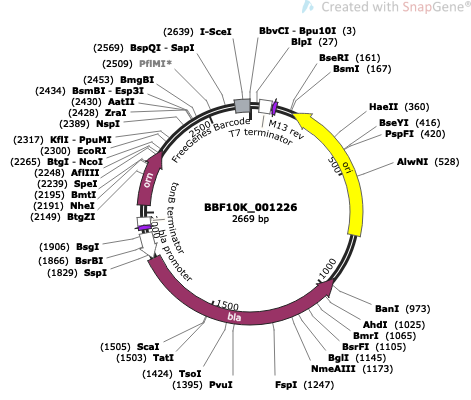 Created with SnapGene®
(2639) I-SceI
BbvCI - Bpu10I (3)
BlpI (27)
(2569) BspQI - SapI
(2509) PflMI*
BseRI (161)
BsmI (167)
(2453) BmgBI
(2434) BsmBI - Esp3I
(2430) AatII
(2428) ZraI
(2389) NspI
HaeII (360)
BseYI (416)
PspFI (420)
(2317) KflI - PpuMI
(2300) EcoRI
(2265) BtgI - NcoI
(2248) AflIII
(2239) SpeI
(2195) BmtI
(2191) NheI
(2149) BtgZI
AlwNI (528)
FreeGenes Barcode
2500
M13 rev
T7 terminator
500
ori
orn
tonB terminator
bla promoter
BBF10K_001226
2669 bp
(1906) BsgI
(1866) BsrBI
(1829) SspI
1000
1500
bla
BanI (973)
AhdI (1025)
BmrI (1065)
BsrFI (1105)
BglI (1145)
NmeAIII (1173)
FspI (1247)
(1505) ScaI
(1503) TatI
(1424) TsoI
(1395) PvuI